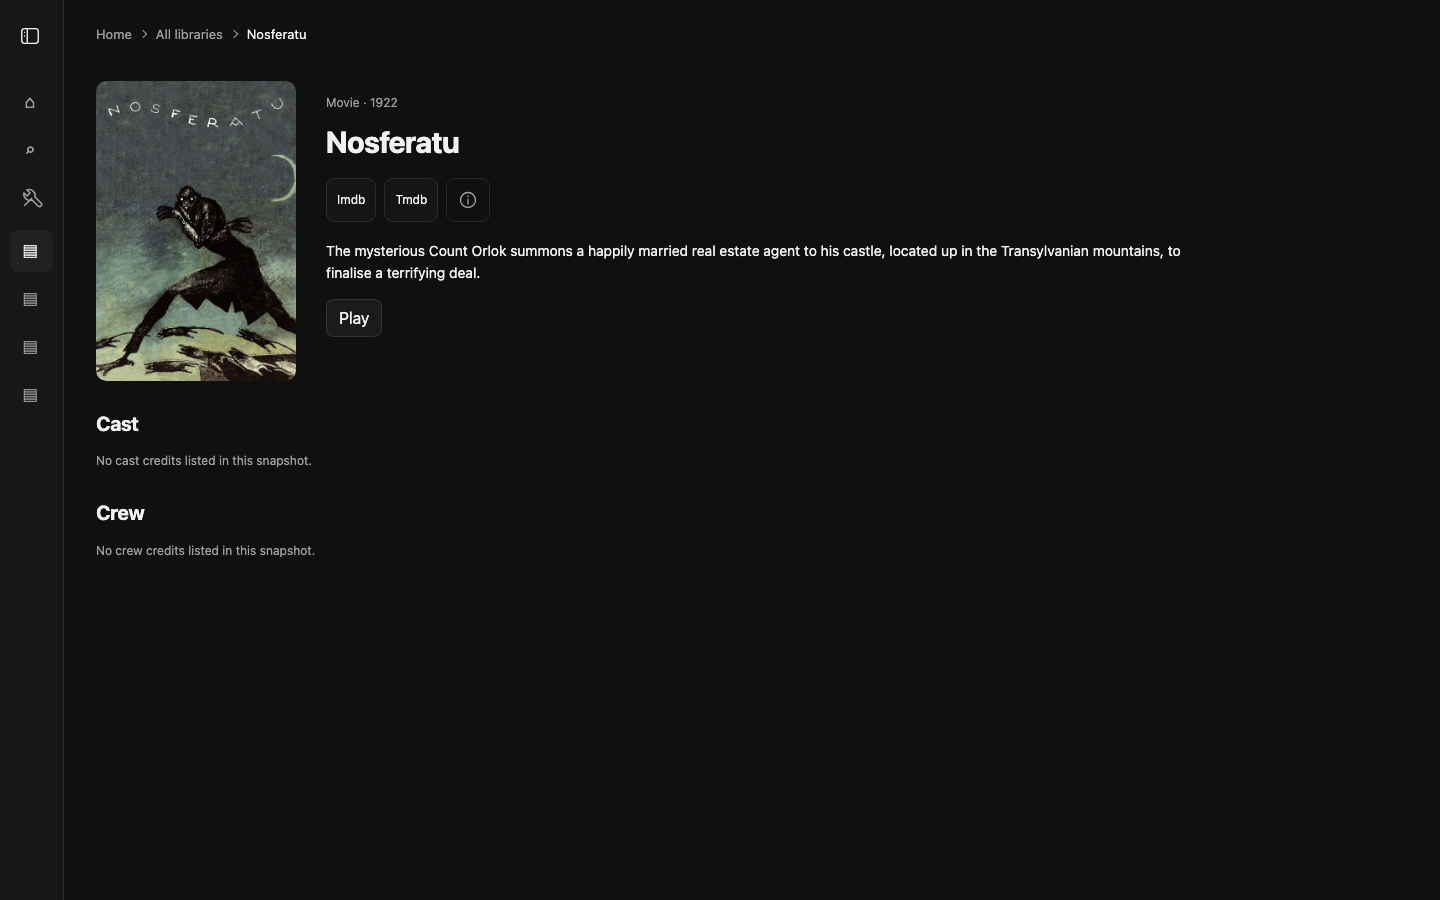 Home
All libraries
Nosferatu
NOSFERATU
Movie · 1922
Nosferatu
Imdb
Tmdb
The mysterious Count Orlok summons a happily married real estate agent to his castle, located up in the Transylvanian mountains, to
finalise a terrifying deal.
Play
Cast
No cast credits listed in this snapshot.
Crew
No crew credits listed in this snapshot.